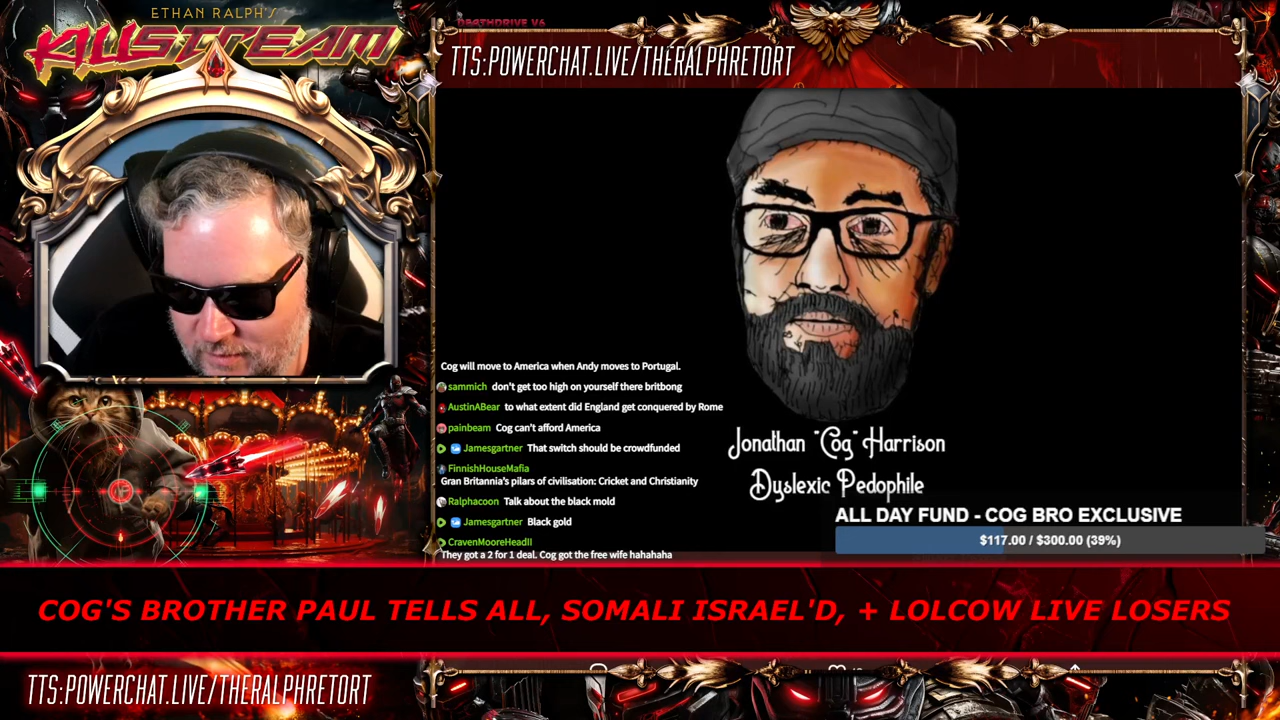 ETHAN RALPH'S
KILLSTREAM
DEATHDRIVE V6
TTS:POWERCHAT.LIVE/THERALPHRETORT
Cog will move to America when Andy moves to Portugal.
sammich don't get too high on yourself there britbong
AustinABear to what extent did England get conquered by Rome
painbeam Cog can't afford America
Jamesgartner That switch should be crowdfunded
FinnishHouseMafia
Gran Britannia's pilars of civilisation: Cricket and Christianity
Ralphacoon Talk about the black mold
Jamesgartner Black gold
CravenMooreHeadII
They got a 2 for 1 deal. Cog got the free wife hahahaha
Jonathan "Cog" Harrison
Dyslexic Pedophile
ALL DAY FUND - COG BRO EXCLUSIVE
$117.00 / $300.00 (39%)
COG'S BROTHER PAUL TELLS ALL, SOMALI ISRAEL'D, + LOLCOW LIVE LOSERS
TTS:POWERCHAT.LIVE/THERALPHRETORT